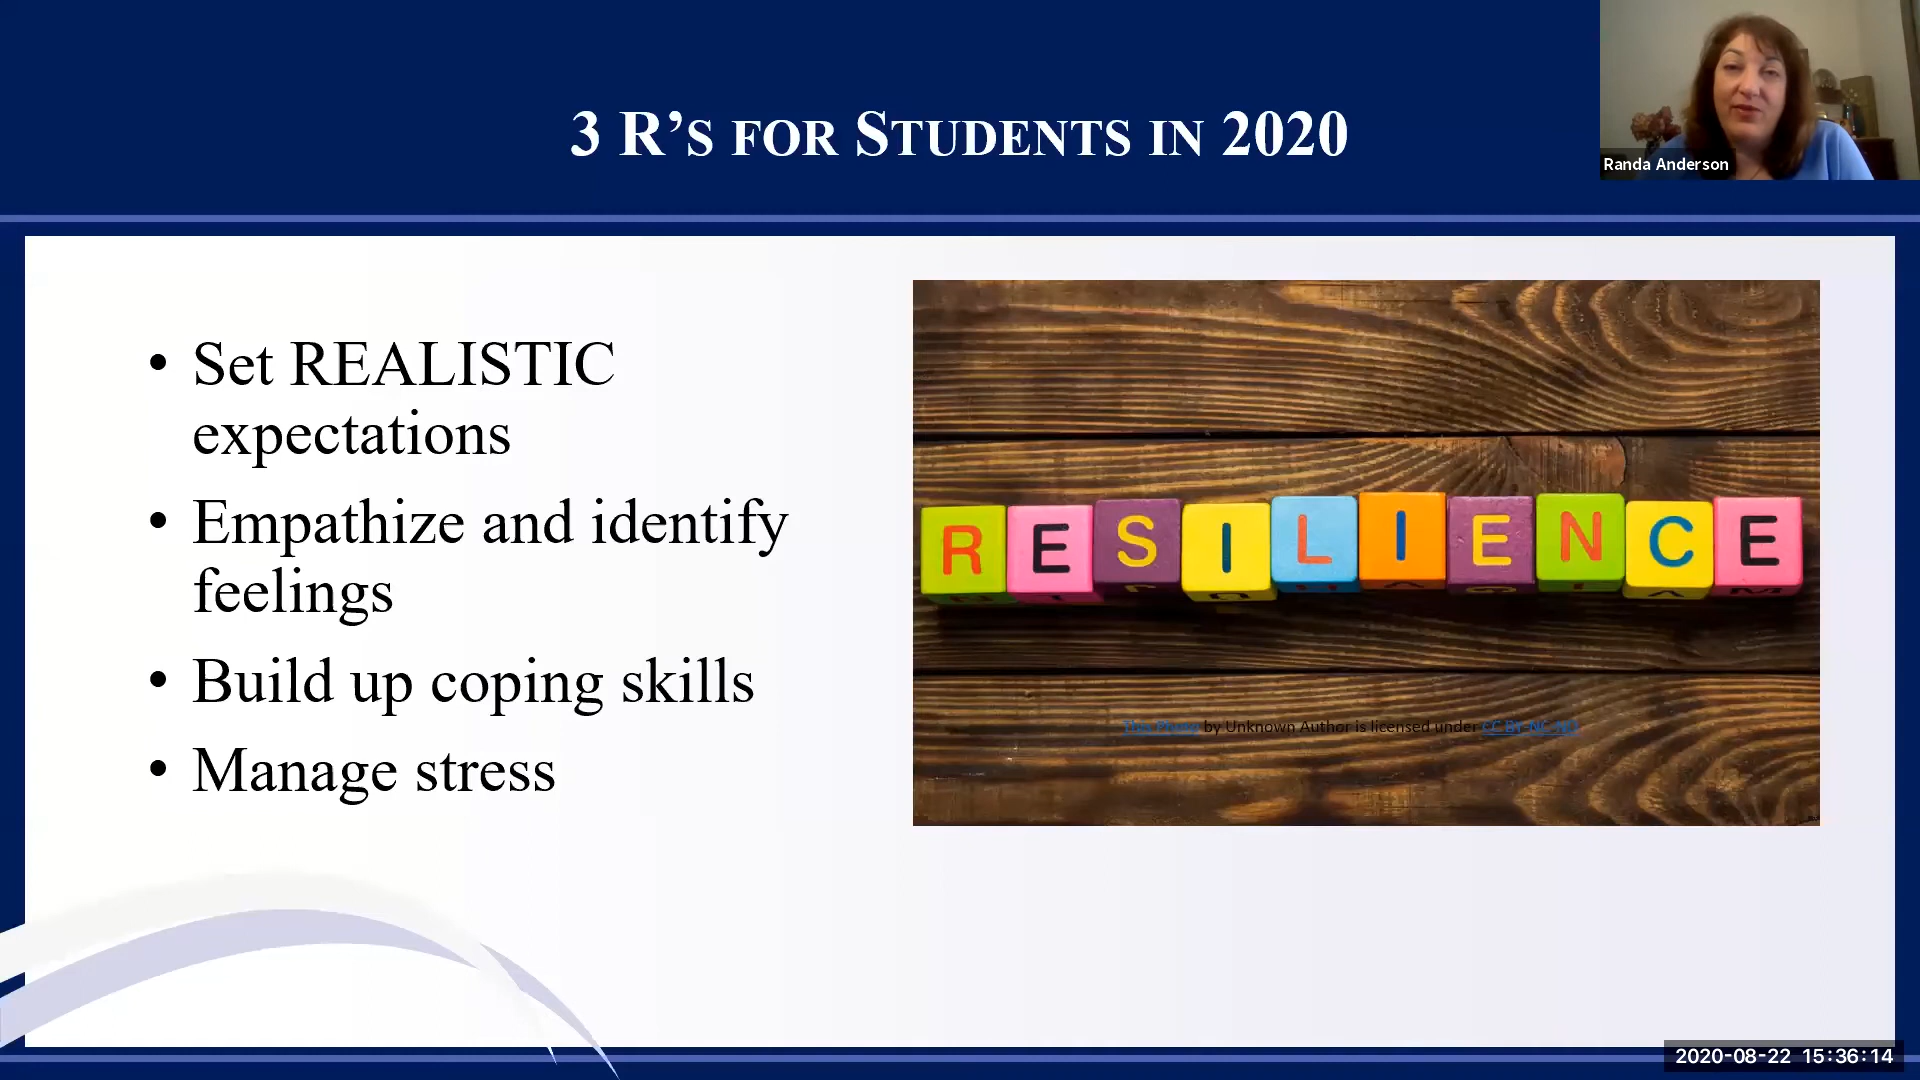 3 R’s for Students in 2020
Randa Anderson
• Set REALISTIC
expectations
• Empathize and identify
feelings
• Build up coping skills
• Manage stress
RESILIENCE
This Photo by Unknown Author is licensed under CC BY-NC-ND
2020-08-22 15:36:14